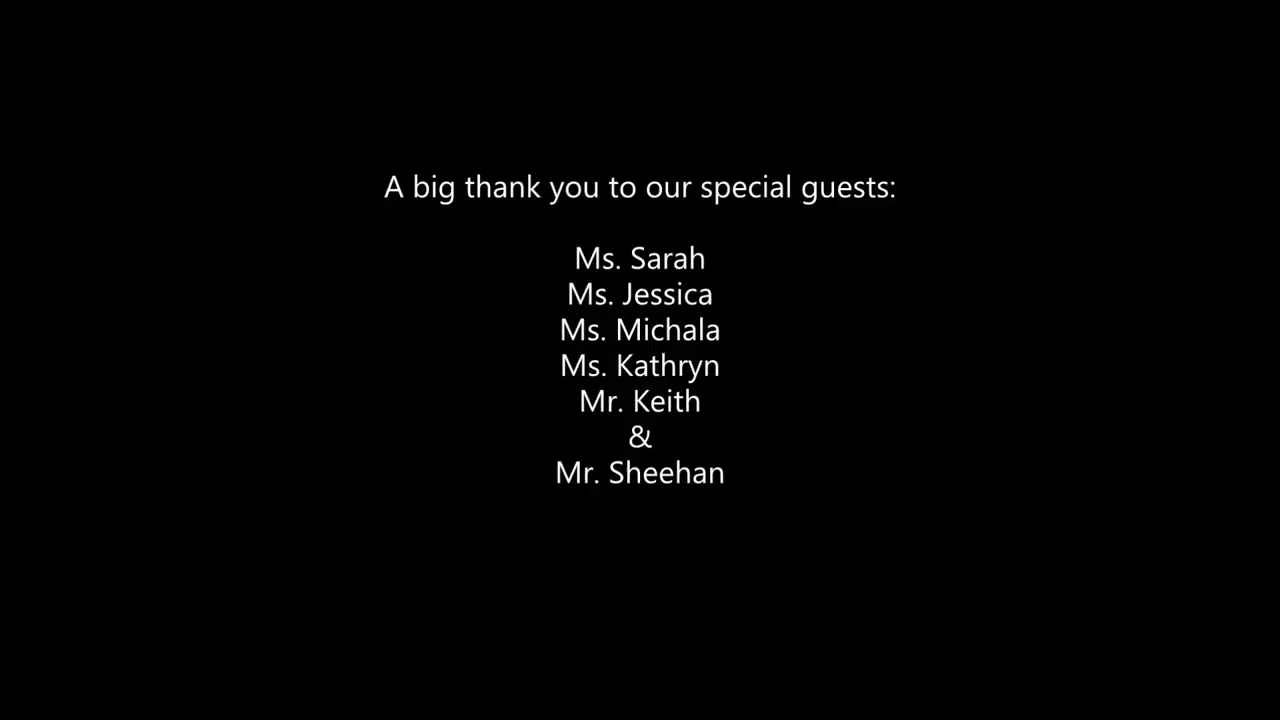 A big thank you to our special guests:
Ms. Sarah
Ms. Jessica
Ms. Michala
Ms. Kathryn
Mr. Keith
&
Mr. Sheehan